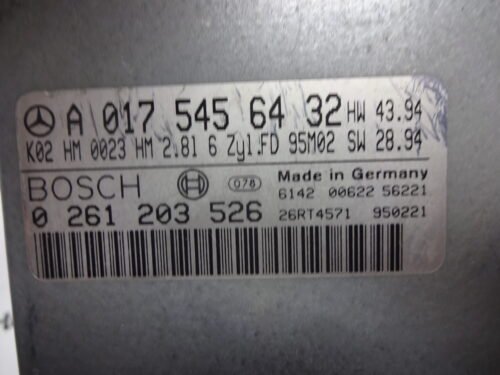 A 017 545 64 32 HW 43.94
K02 HM 0023 HM 2.81 6 Zyl.FD 95M02 SW 28.94
BOSCH 078 Made in Germany
6142 00622 56221
0 261 203 526 26RT4571 950221